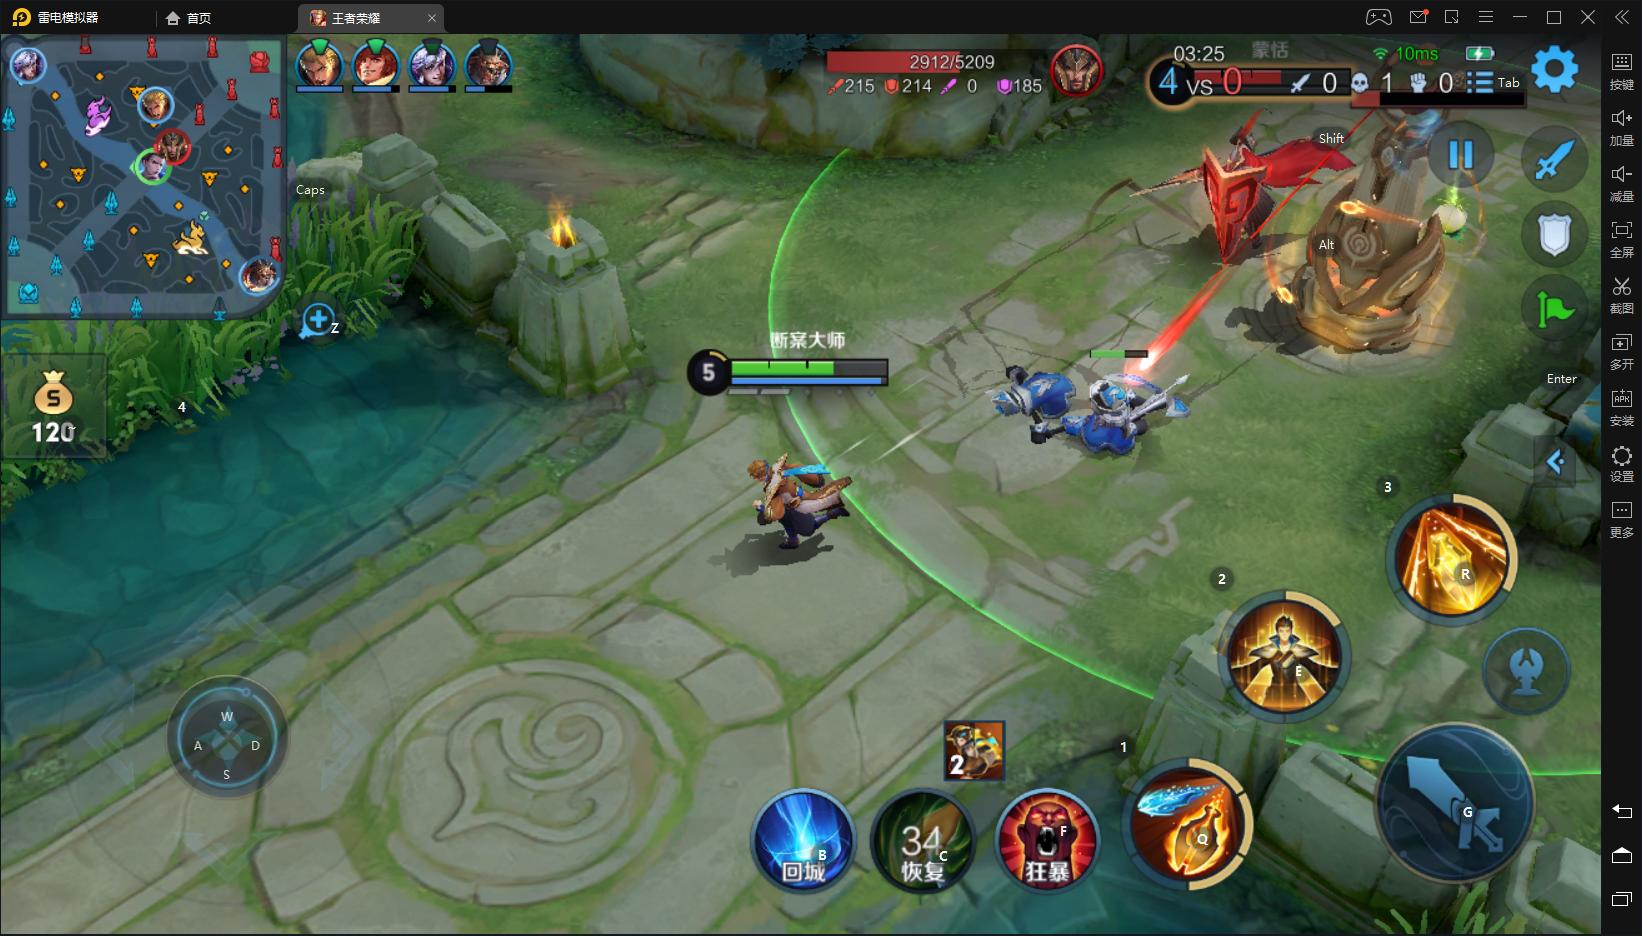 雷电模拟器
首页
王者荣耀
2912/5209
215 214 0 185
03:25
蒙恬
10ms
4 VS 0 0 1 0
Tab
按键
加量
减量
全屏
截图
多开
安装
设置
更多
Caps
Shift
Alt
Enter
Z
断案大师
5
120
4
3
R
2
E
W
A D
S
2
1
B
回城
34 C
恢复
F
狂暴
Q
G